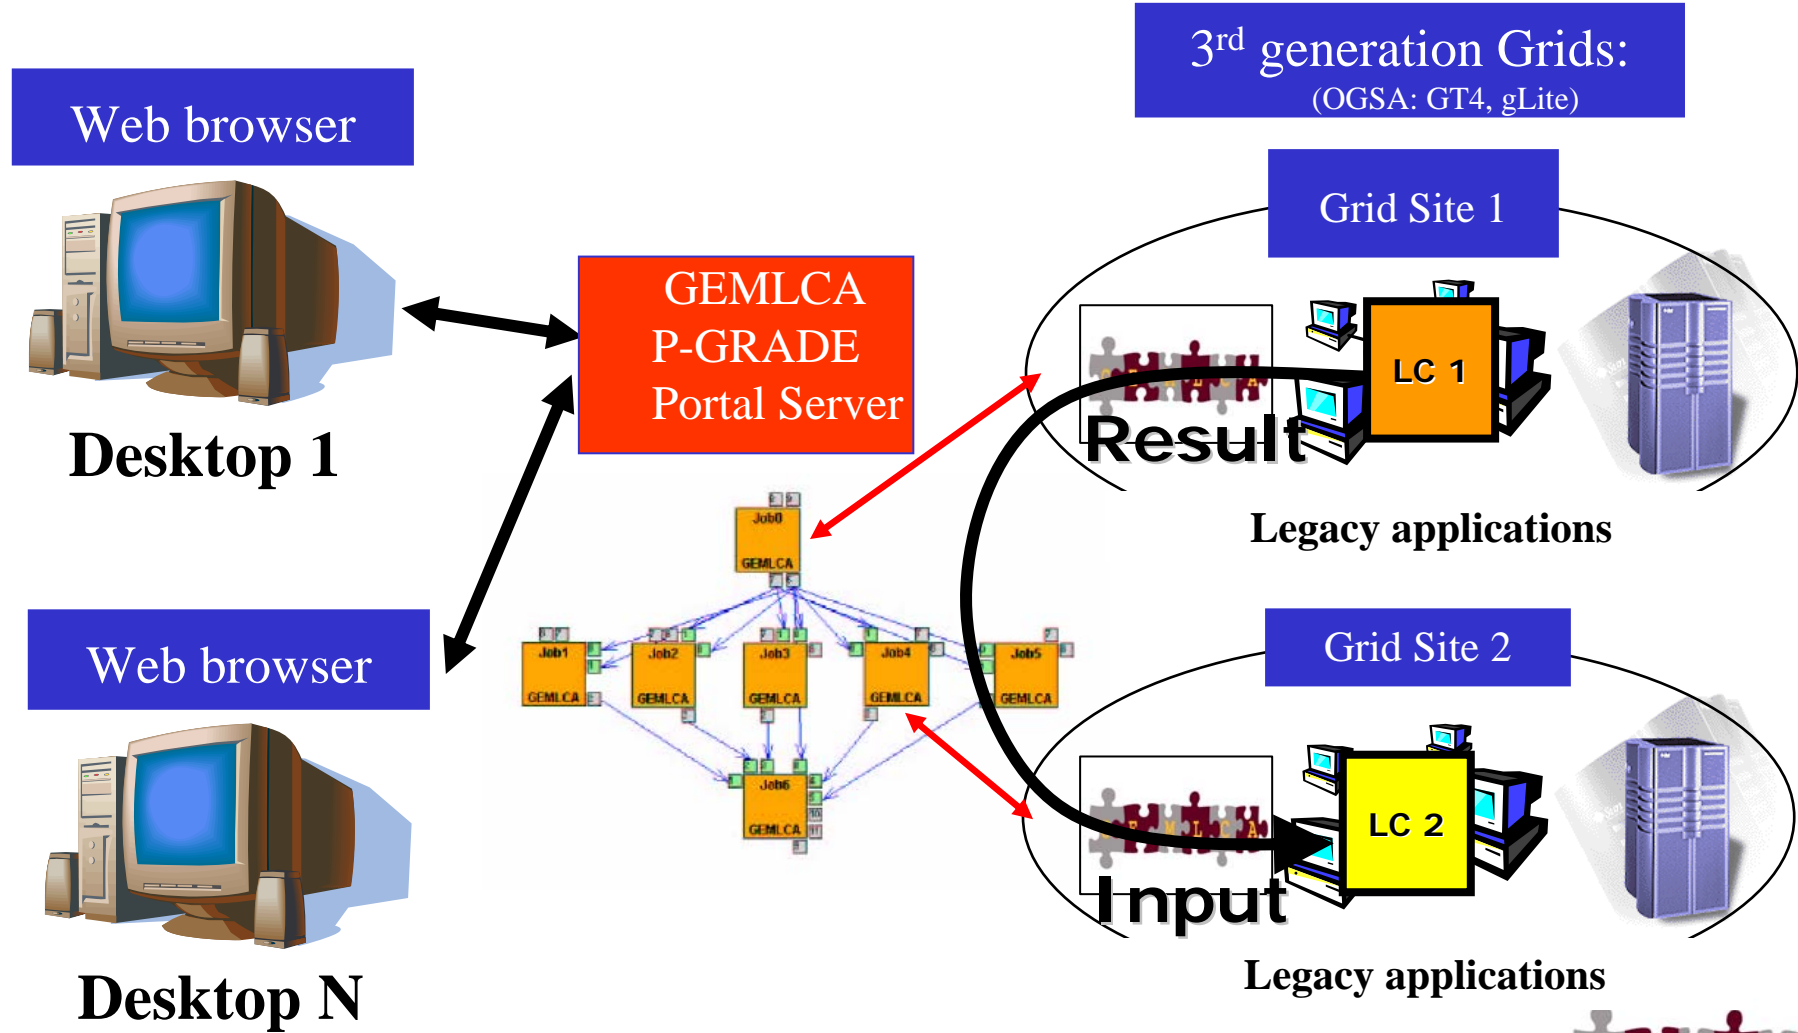 3rd generation Grids:
(OGSA: GT4, gLite)
Web browser
Grid Site 1
GEMLCA
P-GRADE
Portal Server
LC 1
Result
Desktop 1
Legacy applications
Job0
GEMLCA
Web browser
Grid Site 2
Job1
GEMLCA
Job2
GEMLCA
Job3
GEMLCA
Job4
GEMLCA
Job5
GEMLCA
Job6
GEMLCA
LC 2
E M L C A
Input
Legacy applications
Desktop N